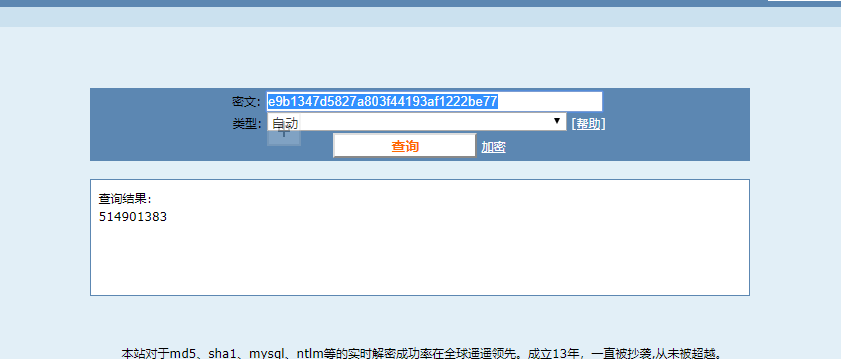 密文: e9b1347d5827a803f44193af1222be77
类型: 自动 [帮助]
查询 加密
查询结果:
514901383
本站对于md5、sha1、mysql、ntlm等的实时解密成功率在全球遥遥领先。成立13年，一直被抄袭,从未被超越。